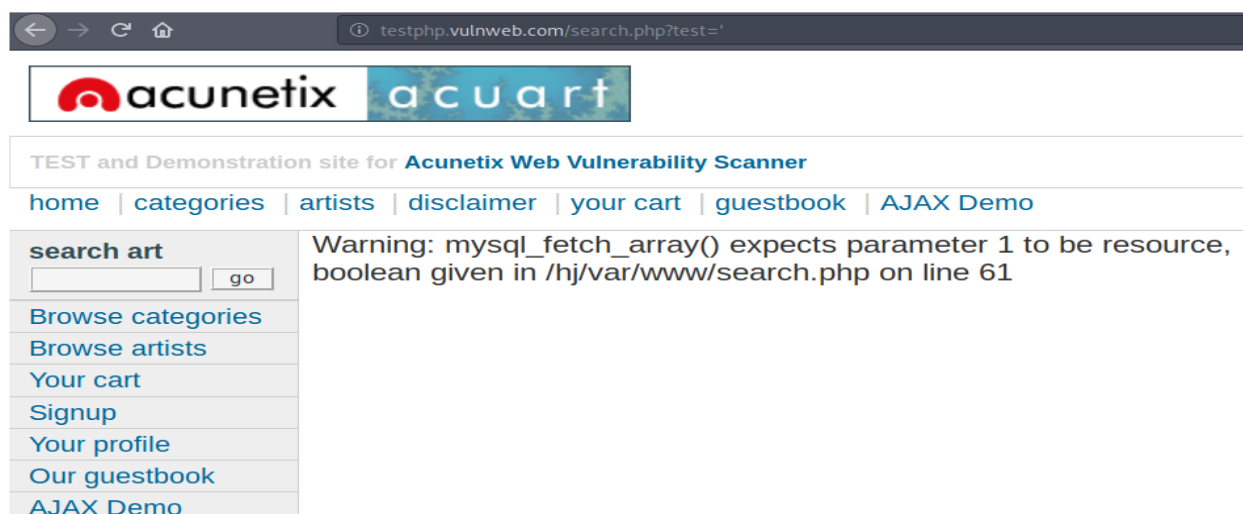 testphp.vulnweb.com/search.php?test='
acunetix acuart
TEST and Demonstration site for Acunetix Web Vulnerability Scanner
home | categories | artists | disclaimer | your cart | guestbook | AJAX Demo
search art
go
Warning: mysql_fetch_array() expects parameter 1 to be resource,
boolean given in /hj/var/www/search.php on line 61
Browse categories
Browse artists
Your cart
Signup
Your profile
Our guestbook
AJAX Demo